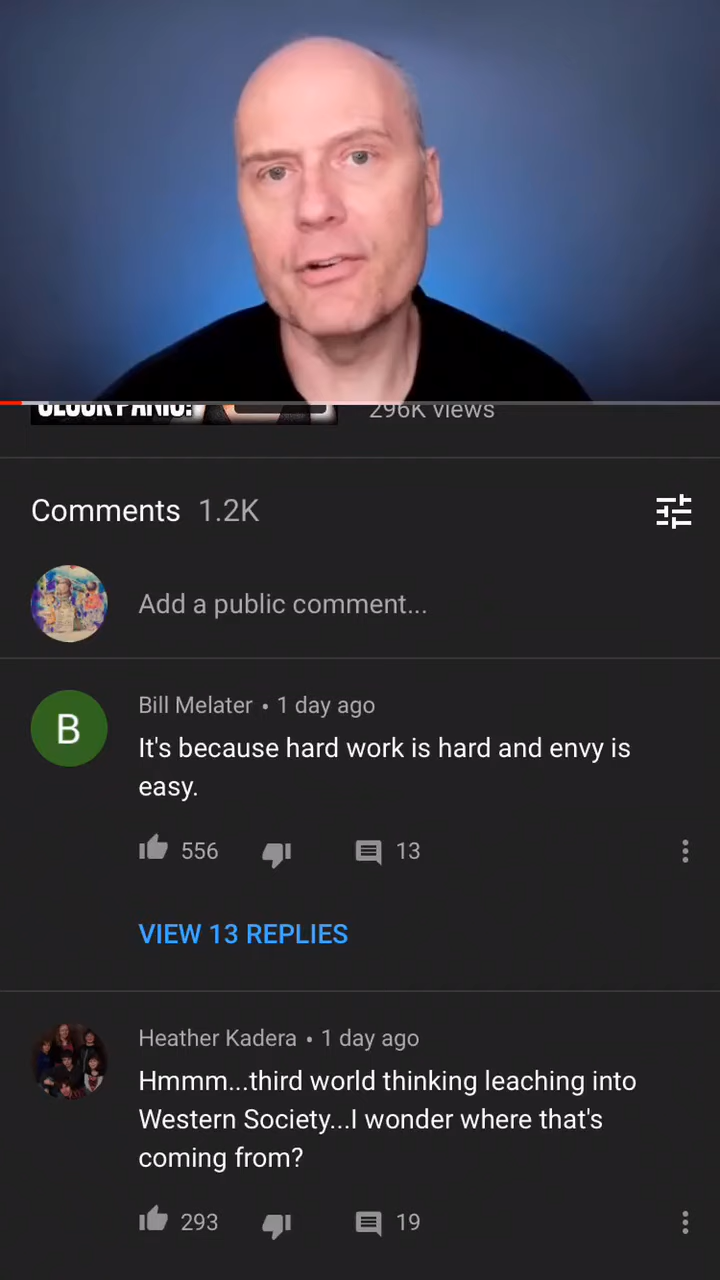 296K views
Comments 1.2K
Add a public comment...
B
Bill Melater • 1 day ago
It's because hard work is hard and envy is
easy.
556
13
VIEW 13 REPLIES
Heather Kadera • 1 day ago
Hmmm...third world thinking leaching into
Western Society...I wonder where that's
coming from?
293
19